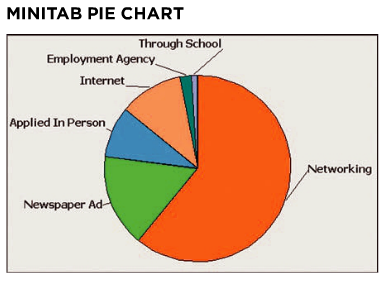 MINITAB PIE CHART
Through School
Employment Agency
Internet
Applied In Person
Networking
Newspaper Ad